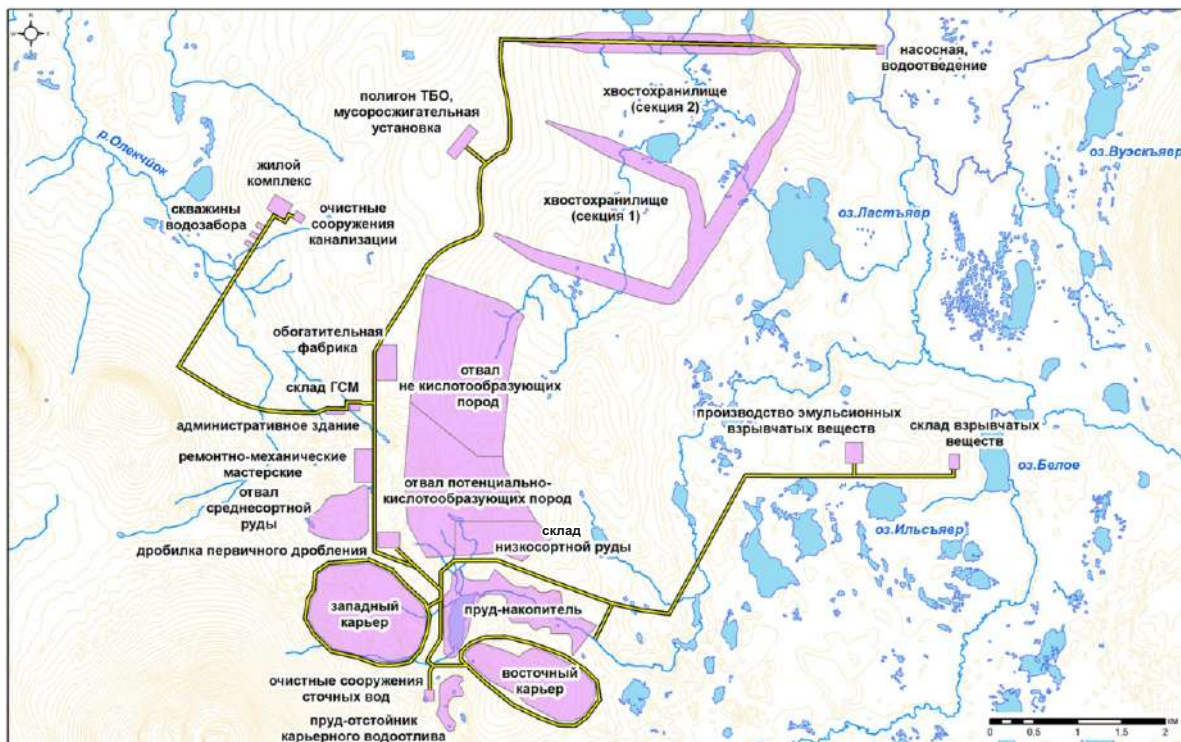 насосная,
водоотведение
полигон ТБО,
мусоросжигательная
установка
хвостохранилище
(секция 2)
оз.Вуэскъявр
р.Олекчйок
жилой
комплекс
скважины
водозабора
очистные
сооружения
канализации
хвостохранилище
(секция 1)
оз.Ластъявр
обогатительная
фабрика
склад ГСМ
отвал
не кислотообразующих
пород
административное здание
производство эмульсионных
взрывчатых веществ
склад взрывчатых
веществ
ремонтно-механические
мастерские
оз.Белое
отвал
среднесортной
руды
отвал потенциально-
кислотообразующих пород
оз.Ильсъявр
склад
низкосортной руды
дробилка первичного дробления
западный
карьер
пруд-накопитель
очистные сооружения
сточных вод
восточный
карьер
пруд-отстойник
карьерного водоотлива
0 0.5 1 1.5 2
км